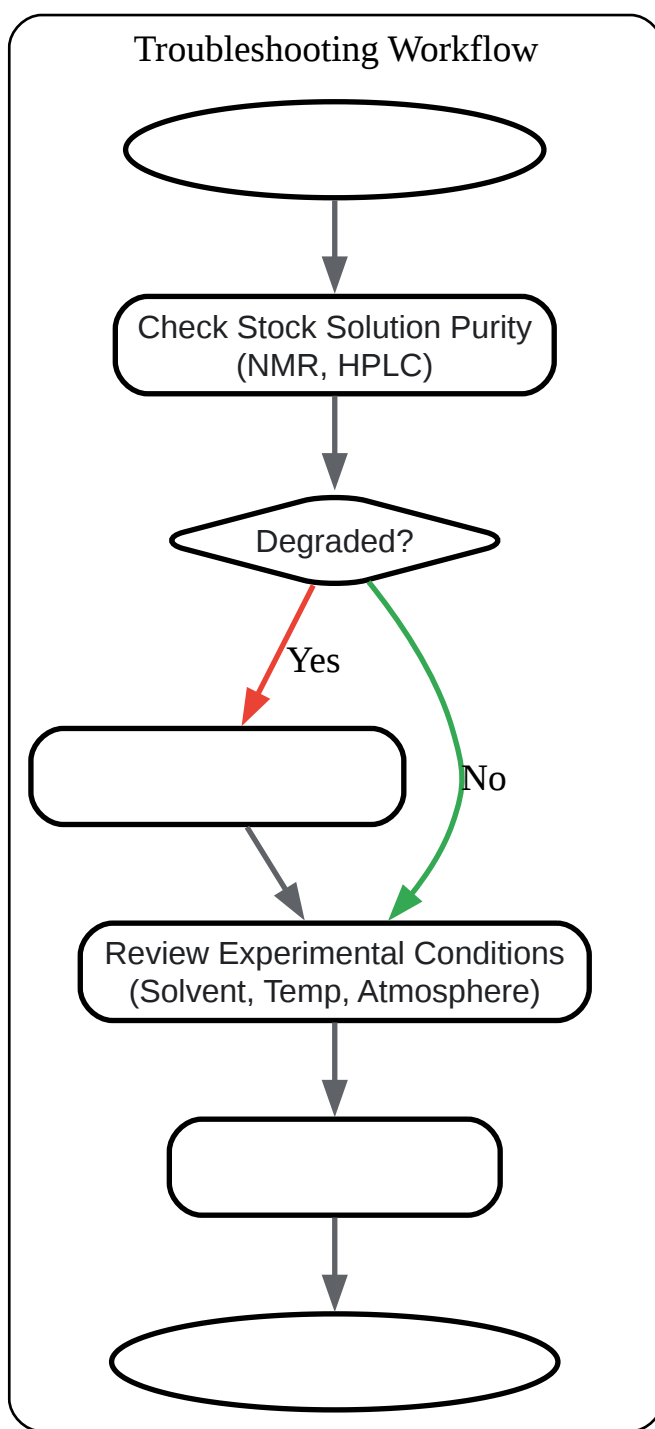 Troubleshooting Workflow
Check Stock Solution Purity
(NMR, HPLC)
Degraded?
Yes
No
Review Experimental Conditions
(Solvent, Temp, Atmosphere)